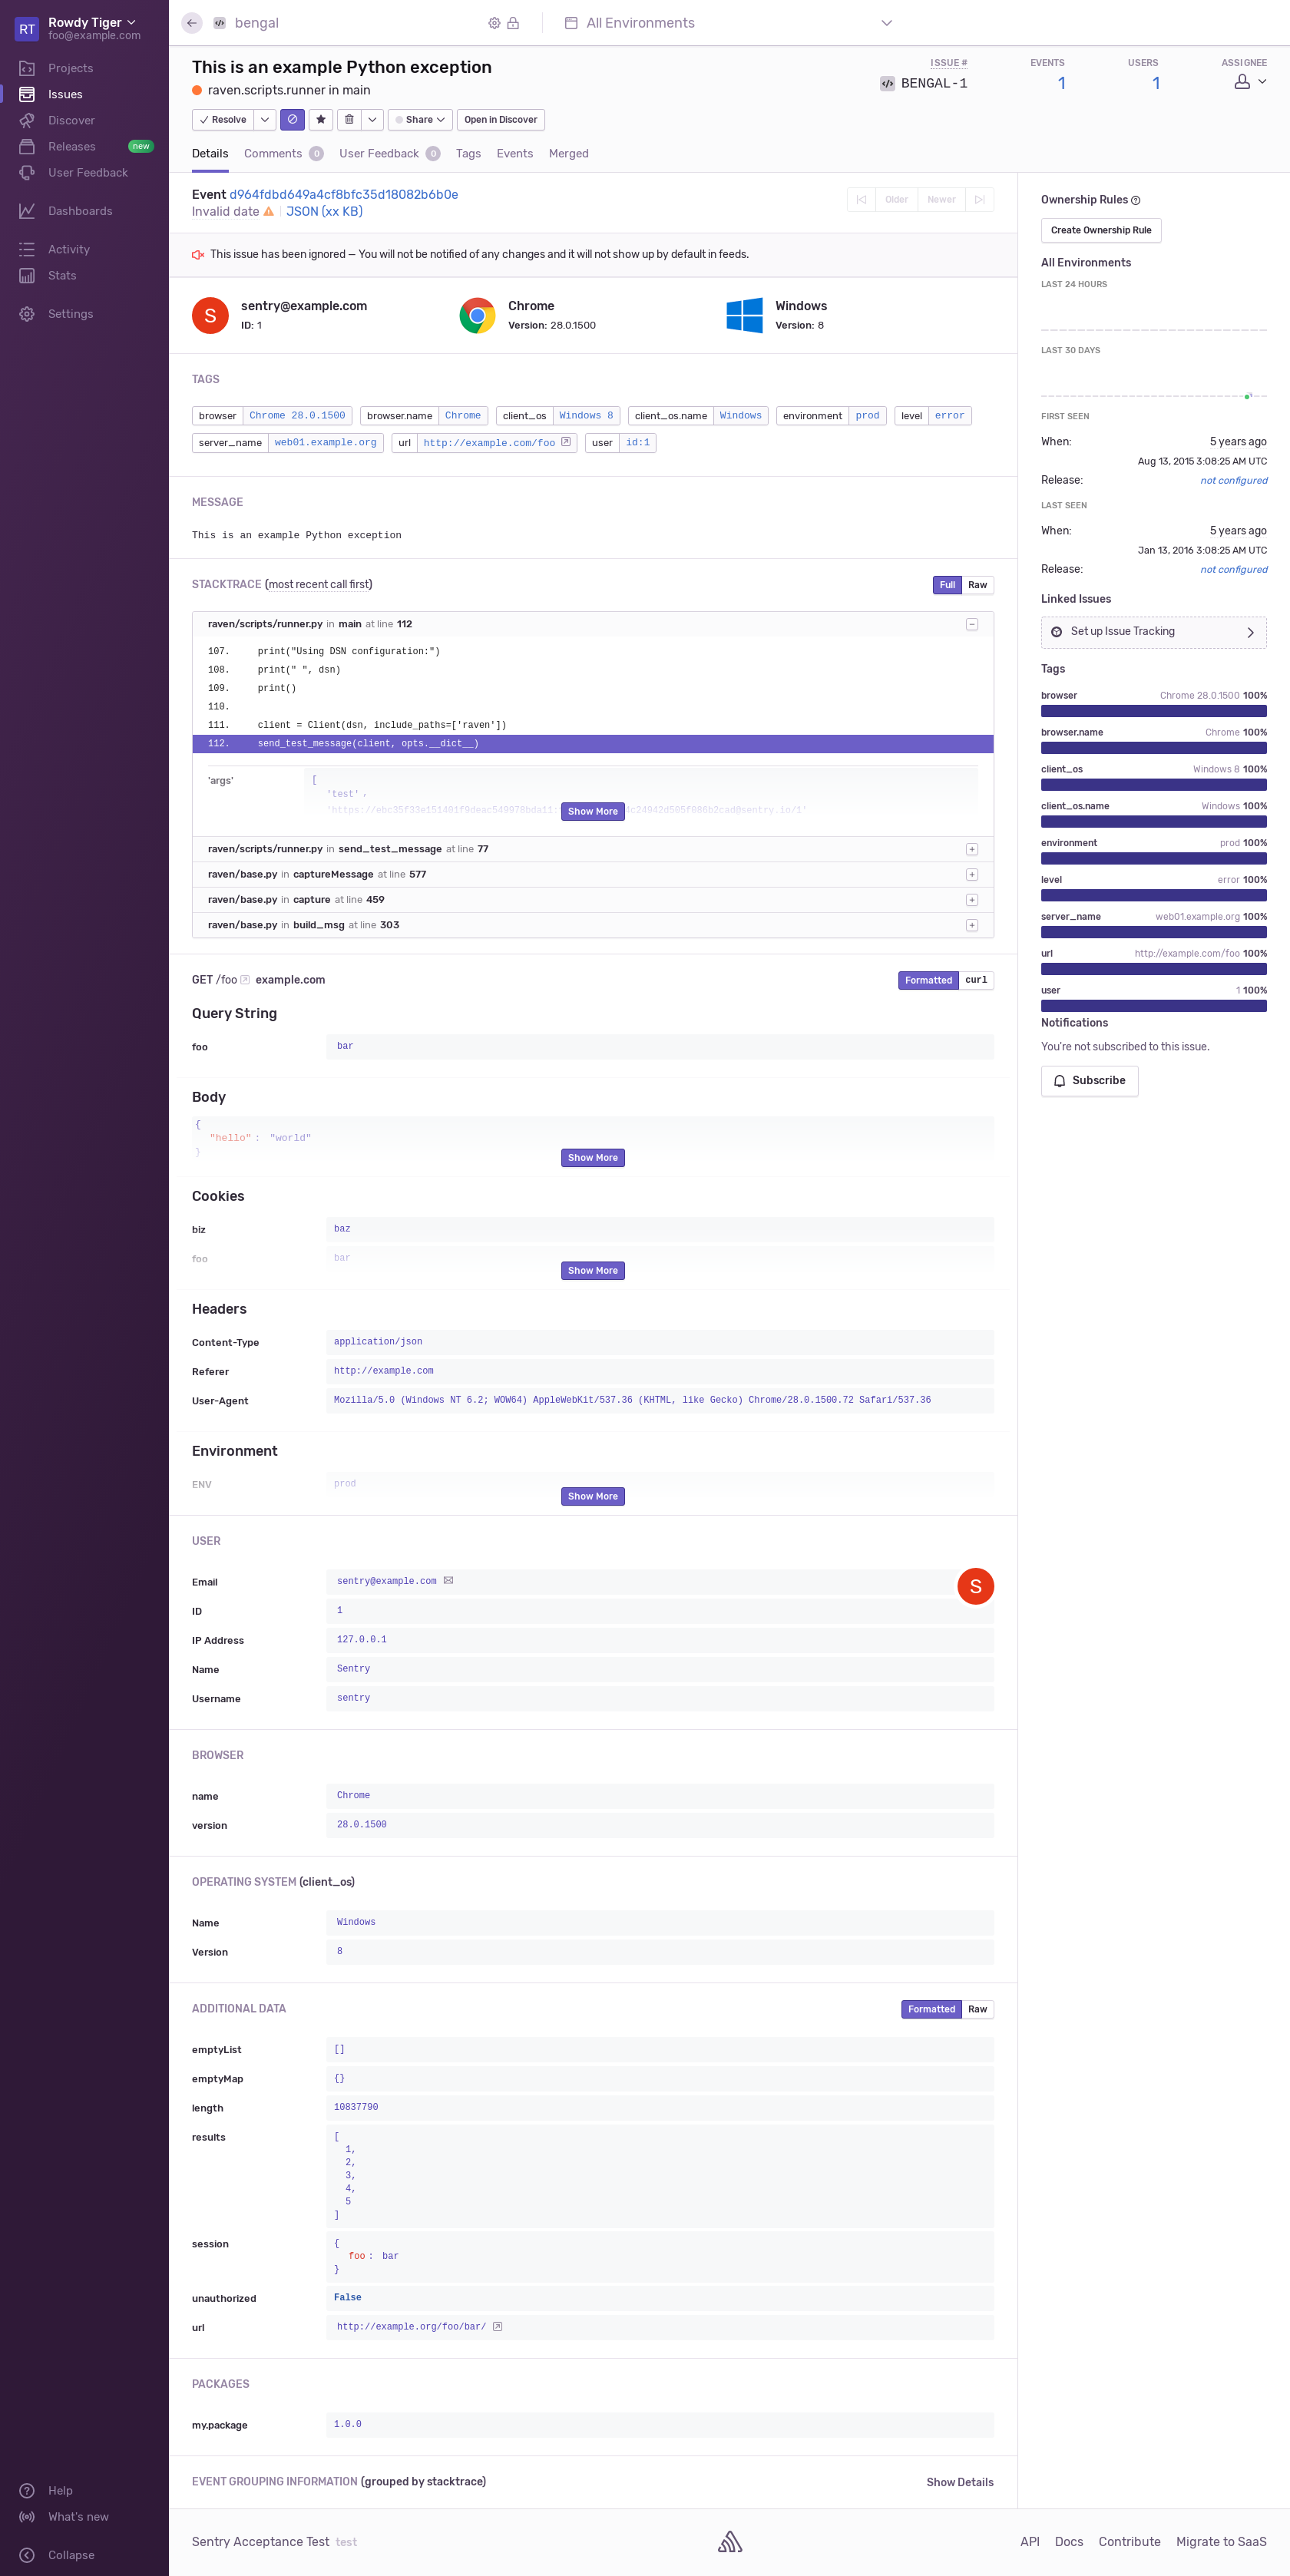 RT
Rowdy Tiger
foo@example.com
Projects
Issues
Discover
Releases new
User Feedback
Dashboards
Activity
Stats
Settings
Help
What's new
Collapse
bengal
All Environments
This is an example Python exception
raven.scripts.runner in main
ISSUE # EVENTS USERS ASSIGNEE
BENGAL-1 1 1
Resolve Share Open in Discover
Details Comments 0 User Feedback 0 Tags Events Merged
Event d964fdbd649a4cf8bfc35d18082b6b0e
Invalid date JSON (xx KB)
Older Newer
This issue has been ignored — You will not be notified of any changes and it will not show up by default in feeds.
S
sentry@example.com
ID: 1
Chrome
Version: 28.0.1500
Windows
Version: 8
TAGS
browser Chrome 28.0.1500 browser.name Chrome client_os Windows 8 client_os.name Windows environment prod level error
server_name web01.example.org url http://example.com/foo user id:1
MESSAGE
This is an example Python exception
STACKTRACE (most recent call first)
Full Raw
raven/scripts/runner.py in main at line 112
107. print("Using DSN configuration:")
108. print(" ", dsn)
109. print()
110.
111. client = Client(dsn, include_paths=['raven'])
112. send_test_message(client, opts.__dict__)
'args' [
'test' ,
'https://ebc35f33e151401f9deac549978bda11: c24942d505f086b2cad@sentry.io/1'
Show More
raven/scripts/runner.py in send_test_message at line 77
raven/base.py in captureMessage at line 577
raven/base.py in capture at line 459
raven/base.py in build_msg at line 303
GET /foo example.com
Formatted curl
Query String
foo bar
Body
{
"hello" : "world"
}
Show More
Cookies
biz baz
foo bar
Show More
Headers
Content-Type application/json
Referer http://example.com
User-Agent Mozilla/5.0 (Windows NT 6.2; WOW64) AppleWebKit/537.36 (KHTML, like Gecko) Chrome/28.0.1500.72 Safari/537.36
Environment
ENV prod
Show More
USER
Email sentry@example.com
S
ID 1
IP Address 127.0.0.1
Name Sentry
Username sentry
BROWSER
name Chrome
version 28.0.1500
OPERATING SYSTEM (client_os)
Name Windows
Version 8
ADDITIONAL DATA
Formatted Raw
emptyList []
emptyMap {}
length 10837790
results [
1,
2,
3,
4,
5
]
session {
foo : bar
}
unauthorized False
url http://example.org/foo/bar/
PACKAGES
my.package 1.0.0
EVENT GROUPING INFORMATION (grouped by stacktrace)
Show Details
Ownership Rules
Create Ownership Rule
All Environments
LAST 24 HOURS
LAST 30 DAYS
FIRST SEEN
When: 5 years ago
Aug 13, 2015 3:08:25 AM UTC
Release: not configured
LAST SEEN
When: 5 years ago
Jan 13, 2016 3:08:25 AM UTC
Release: not configured
Linked Issues
Set up Issue Tracking
Tags
browser Chrome 28.0.1500 100%
browser.name Chrome 100%
client_os Windows 8 100%
client_os.name Windows 100%
environment prod 100%
level error 100%
server_name web01.example.org 100%
url http://example.com/foo 100%
user 1 100%
Notifications
You're not subscribed to this issue.
Subscribe
Sentry Acceptance Test test
API Docs Contribute Migrate to SaaS